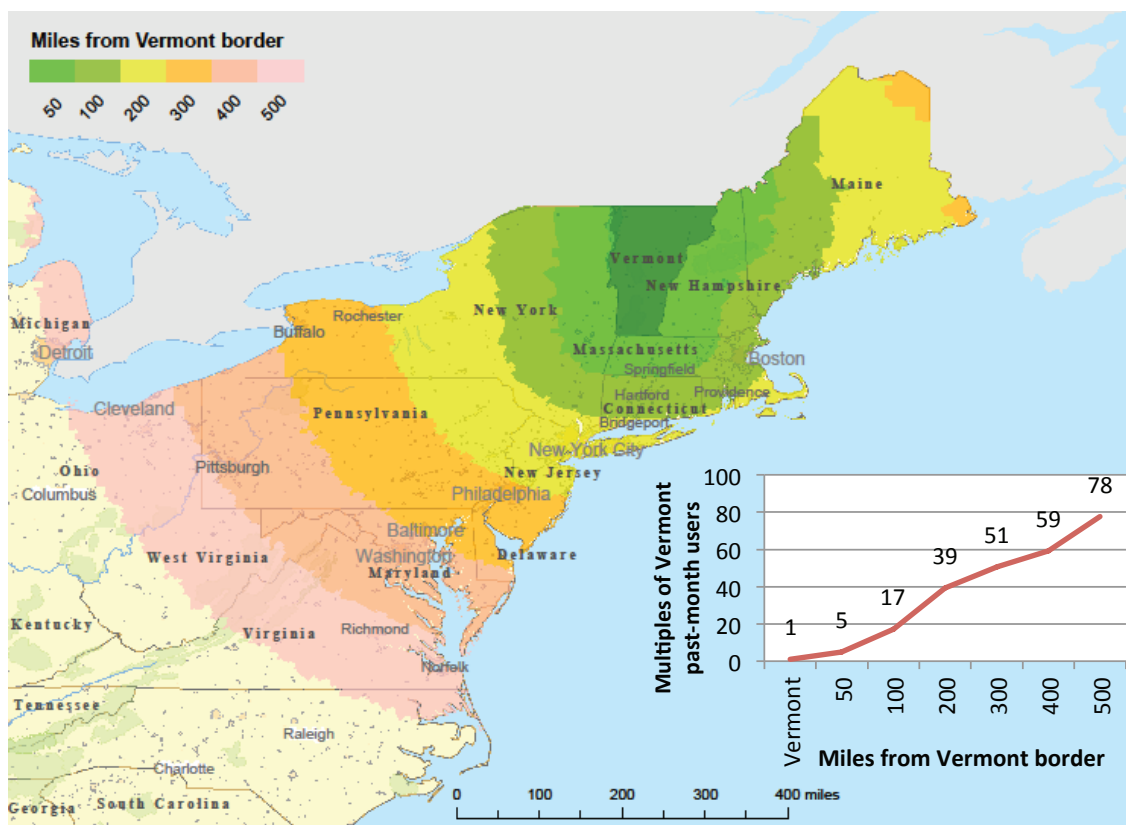 Miles from Vermont border
50 100 200 300 400 500
Maine
Vermont
New Hampshire
New York
Rochester
Buffalo
Michigan
Detroit
Massachusetts
Boston
Springfield
Hartford
Providence
Connecticut
Bridgeport
Cleveland
Pennsylvania
New York City
Pittsburgh
New Jersey
Ohio
Columbus
Philadelphia
Baltimore
Washington
Delaware
Maryland
West Virginia
Kentucky
Virginia
Richmond
Norfolk
Tennessee
Raleigh
Charlotte
Georgia
South Carolina
0 100 200 300 400 miles
Multiples of Vermont
past-month users
100
80
60
40
20
0
1 5 17 39 51 59 78
Vermont 50 100 200 300 400 500
Miles from Vermont border